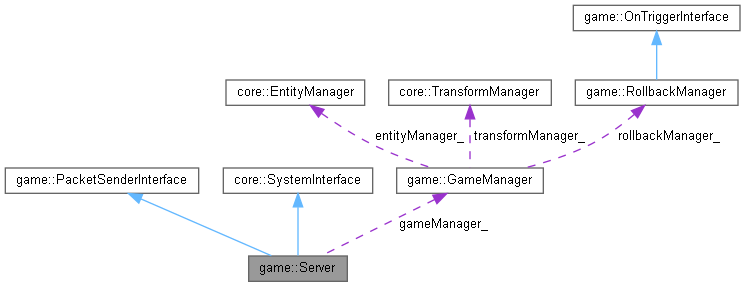 game::OnTriggerInterface
core::EntityManager
core::TransformManager
game::RollbackManager
entityManager_
transformManager_
rollbackManager_
game::PacketSenderInterface
core::SystemInterface
game::GameManager
gameManager_
game::Server